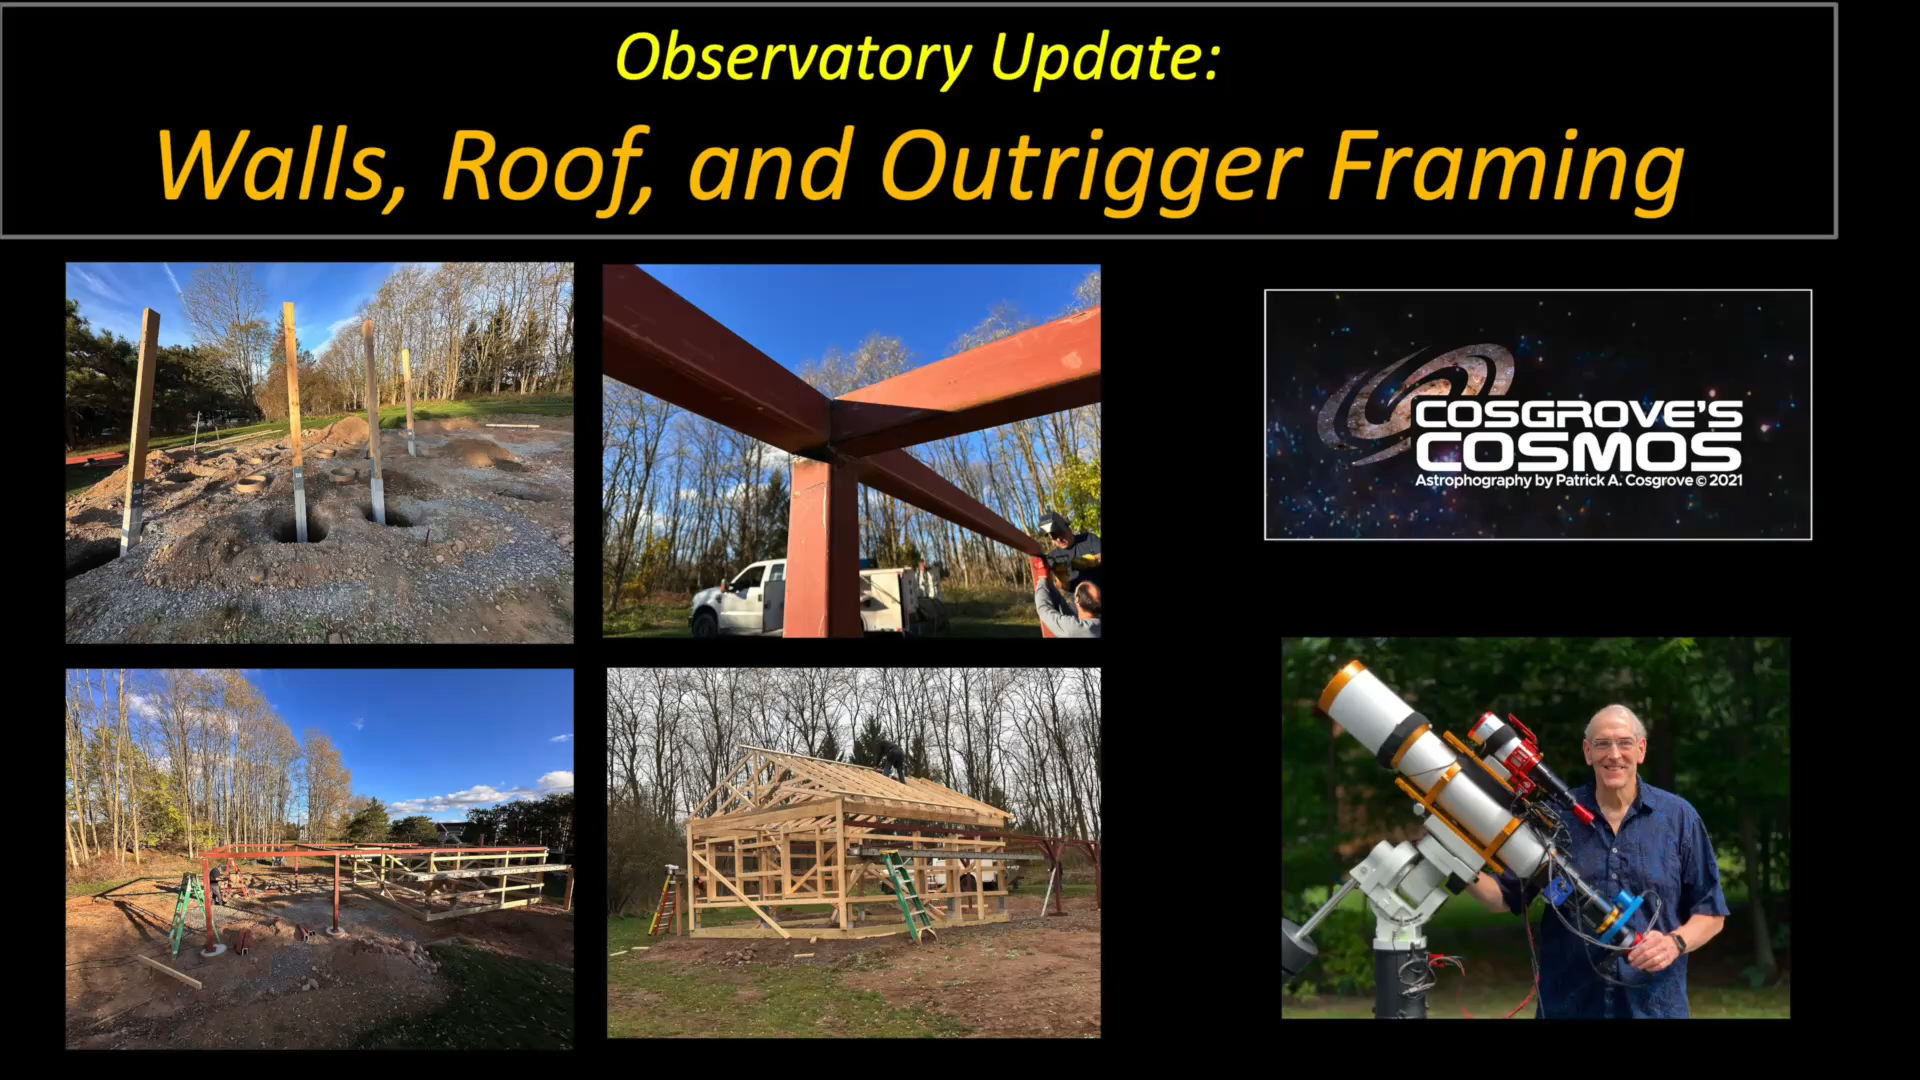 Observatory Update:
Walls, Roof, and Outrigger Framing
COSGROVE'S
COSMOS
Astrophography by Patrick A. Cosgrove © 2021